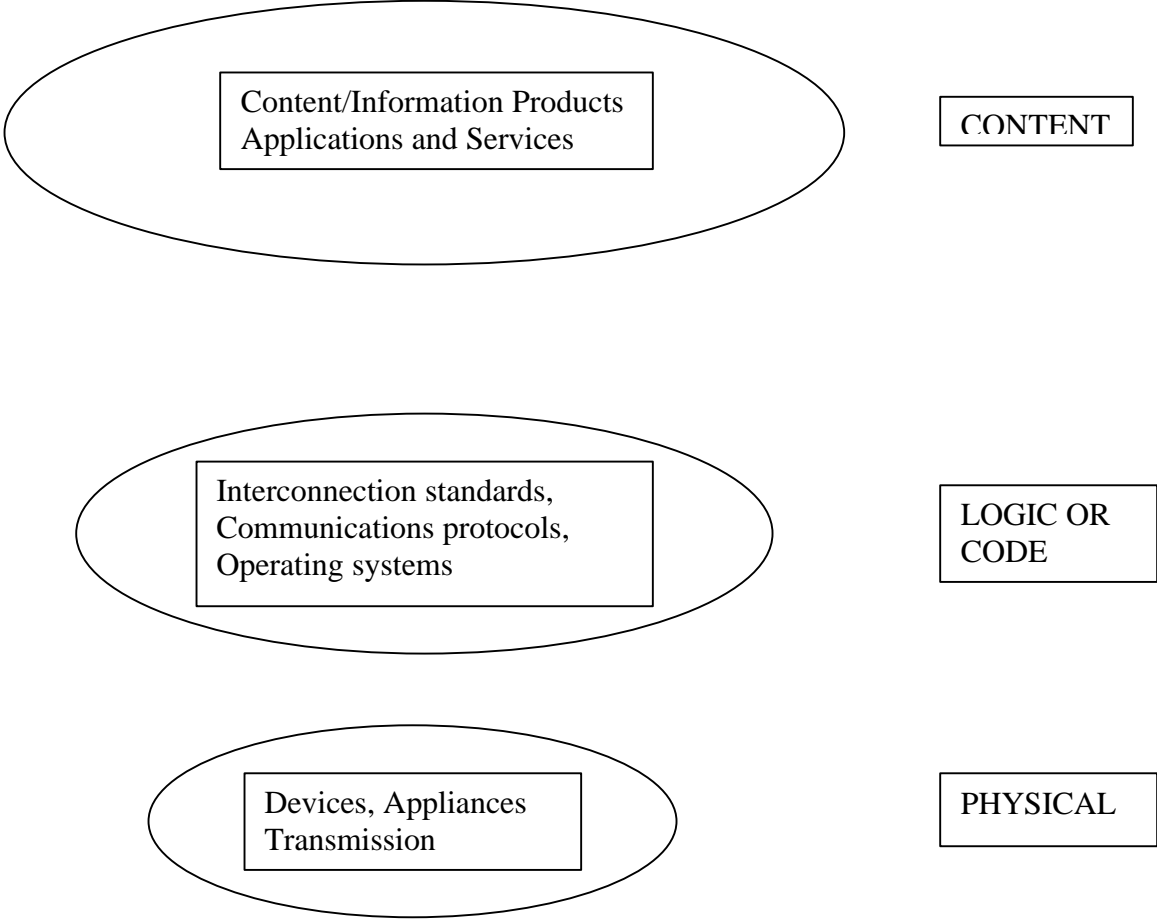 Content/Information Products
Applications and Services
CONTENT
Interconnection standards,
Communications protocols,
Operating systems
LOGIC OR
CODE
Devices, Appliances
Transmission
PHYSICAL